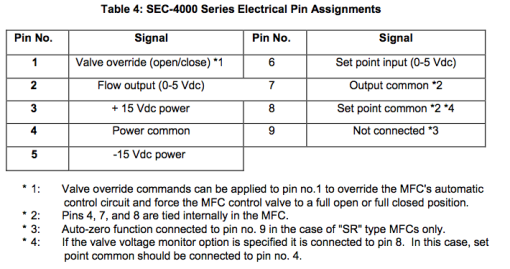 Table 4: SEC-4000 Series Electrical Pin Assignments
Pin No. Signal Pin No. Signal
1 Valve override (open/close) *1 6 Set point input (0-5 Vdc)
2 Flow output (0-5 Vdc) 7 Output common *2
3 + 15 Vdc power 8 Set point common *2 *4
4 Power common 9 Not connected *3
5 -15 Vdc power
* 1: Valve override commands can be applied to pin no.1 to override the MFC's automatic
control circuit and force the MFC control valve to a full open or full closed position.
* 2: Pins 4, 7, and 8 are tied internally in the MFC.
* 3: Auto-zero function connected to pin no. 9 in the case of "SR" type MFCs only.
* 4: If the valve voltage monitor option is specified it is connected to pin 8. In this case, set
point common should be connected to pin no. 4.